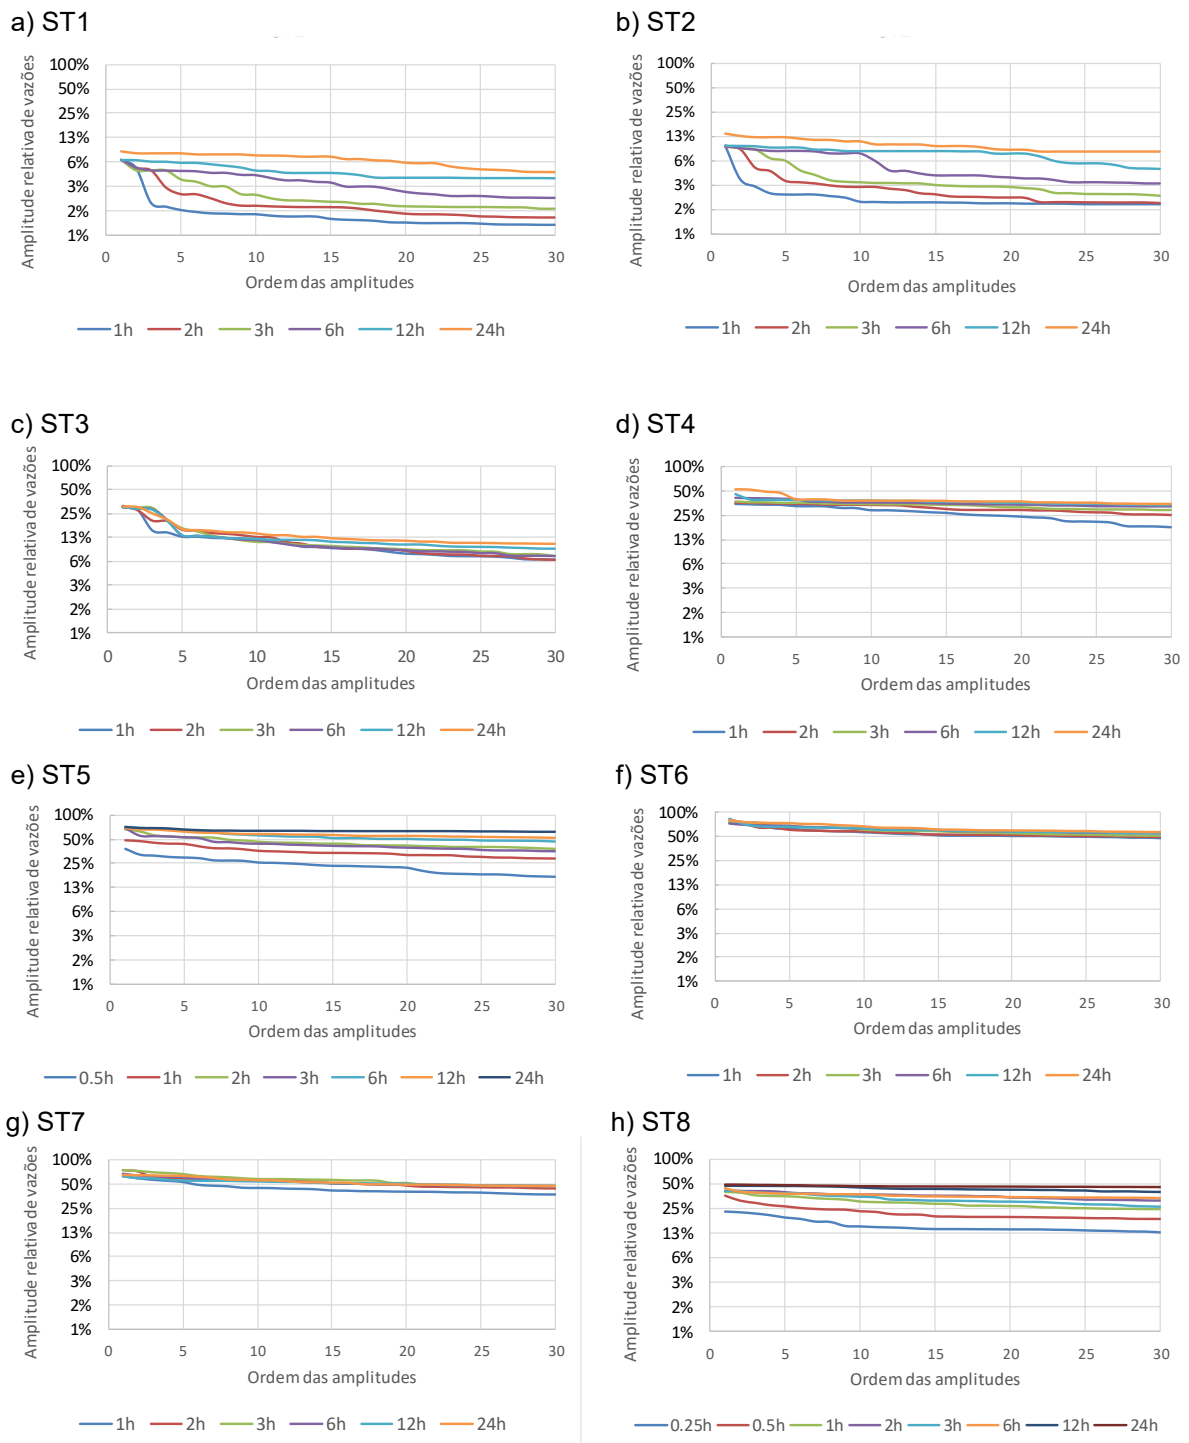 a) ST1
Amplitude relativa de vazões
100%
50%
25%
13%
6%
3%
2%
1%
0 5 10 15 20 25 30
Ordem das amplitudes
1h 2h 3h 6h 12h 24h
b) ST2
Amplitude relativa de vazões
100%
50%
25%
13%
6%
3%
2%
1%
0 5 10 15 20 25 30
Ordem das amplitudes
1h 2h 3h 6h 12h 24h
c) ST3
Amplitude relativa de vazões
100%
50%
25%
13%
6%
3%
2%
1%
0 5 10 15 20 25 30
Ordem das amplitudes
1h 2h 3h 6h 12h 24h
d) ST4
Amplitude relativa de vazões
100%
50%
25%
13%
6%
3%
2%
1%
0 5 10 15 20 25 30
Ordem das amplitudes
1h 2h 3h 6h 12h 24h
e) ST5
Amplitude relativa de vazões
100%
50%
25%
13%
6%
3%
2%
1%
0 5 10 15 20 25 30
Ordem das amplitudes
0.5h 1h 2h 3h 6h 12h 24h
f) ST6
Amplitude relativa de vazões
100%
50%
25%
13%
6%
3%
2%
1%
0 5 10 15 20 25 30
Ordem das amplitudes
1h 2h 3h 6h 12h 24h
g) ST7
Amplitude relativa de vazões
100%
50%
25%
13%
6%
3%
2%
1%
0 5 10 15 20 25 30
Ordem das amplitudes
1h 2h 3h 6h 12h 24h
h) ST8
Amplitude relativa de vazões
100%
50%
25%
13%
6%
3%
2%
1%
0 5 10 15 20 25 30
Ordem das amplitudes
0.25h 0.5h 1h 2h 3h 6h 12h 24h